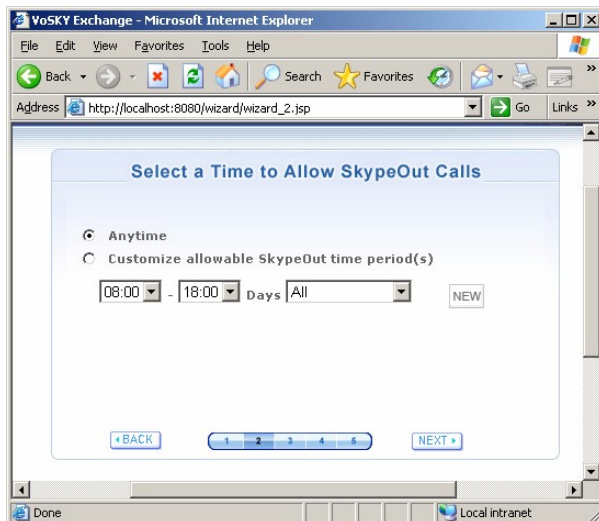 VoSKY Exchange - Microsoft Internet Explorer
File Edit View Favorites Tools Help
Back Search Favorites »
Address http://localhost:8080/wizard/wizard_2.jsp Go Links »
Select a Time to Allow SkypeOut Calls
Anytime
Customize allowable SkypeOut time period(s)
08:00 - 18:00 Days All NEW
BACK 1 2 3 4 5 NEXT
Done Local intranet